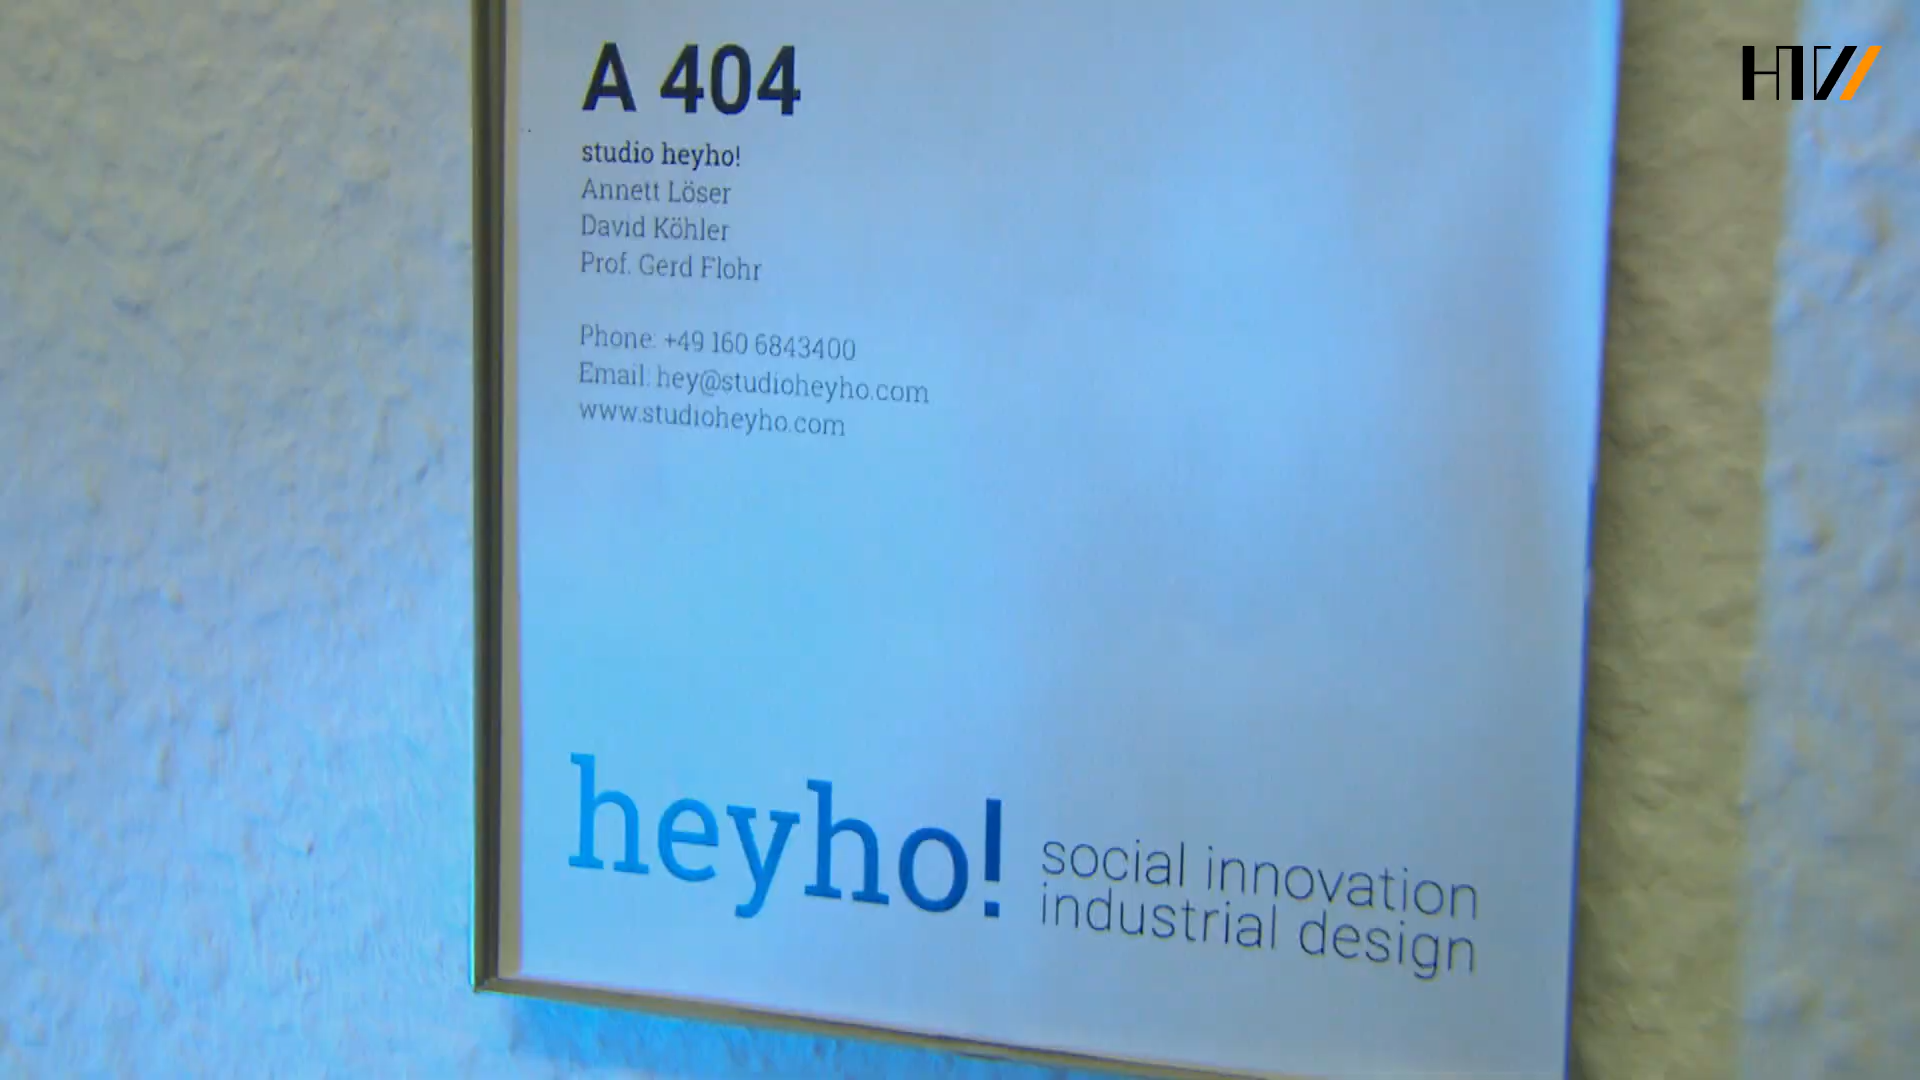 A 404
studio heyho!
Annett Löser
David Köhler
Prof. Gerd Flohr
Phone: +49 160 6843400
Email: hey@studioheyho.com
www.studioheyho.com
heyho!
social innovation
industrial design